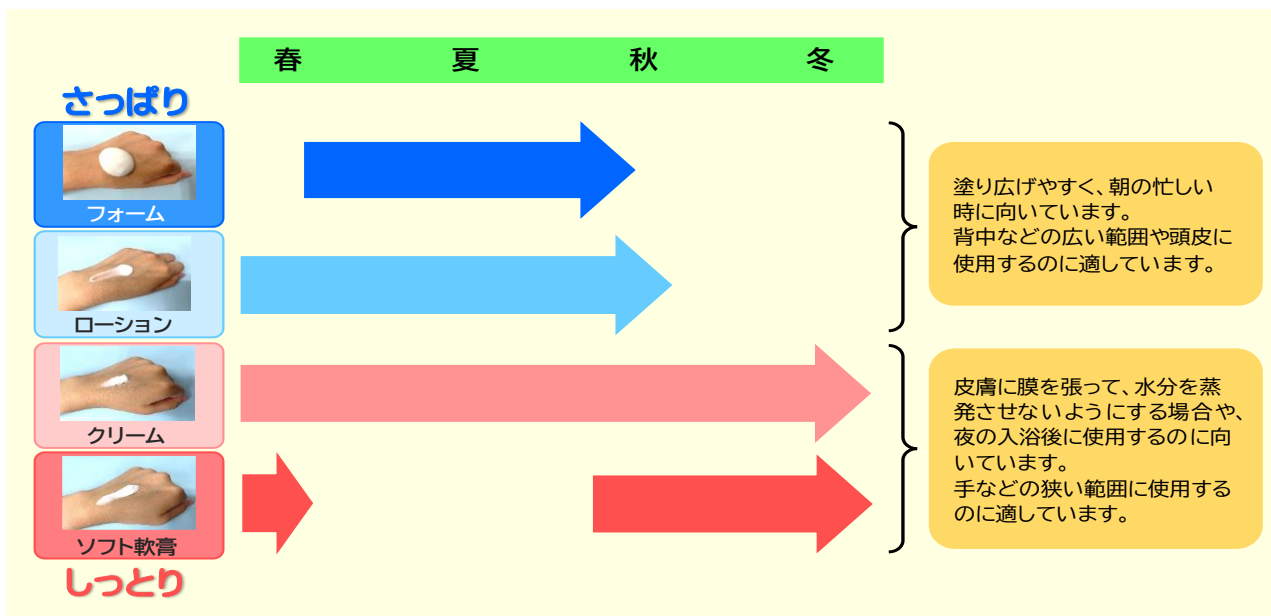 春 夏 秋 冬
さっぱり
フォーム
ローション
クリーム
ソフト軟膏
しっとり
塗り広げやすく、朝の忙しい
時に向いています。
背中などの広い範囲や頭皮に
使用するのに適しています。
皮膚に膜を張って、水分を蒸
発させないようにする場合や、
夜の入浴後に使用するのに向
いています。
手などの狭い範囲に使用する
のに適しています。